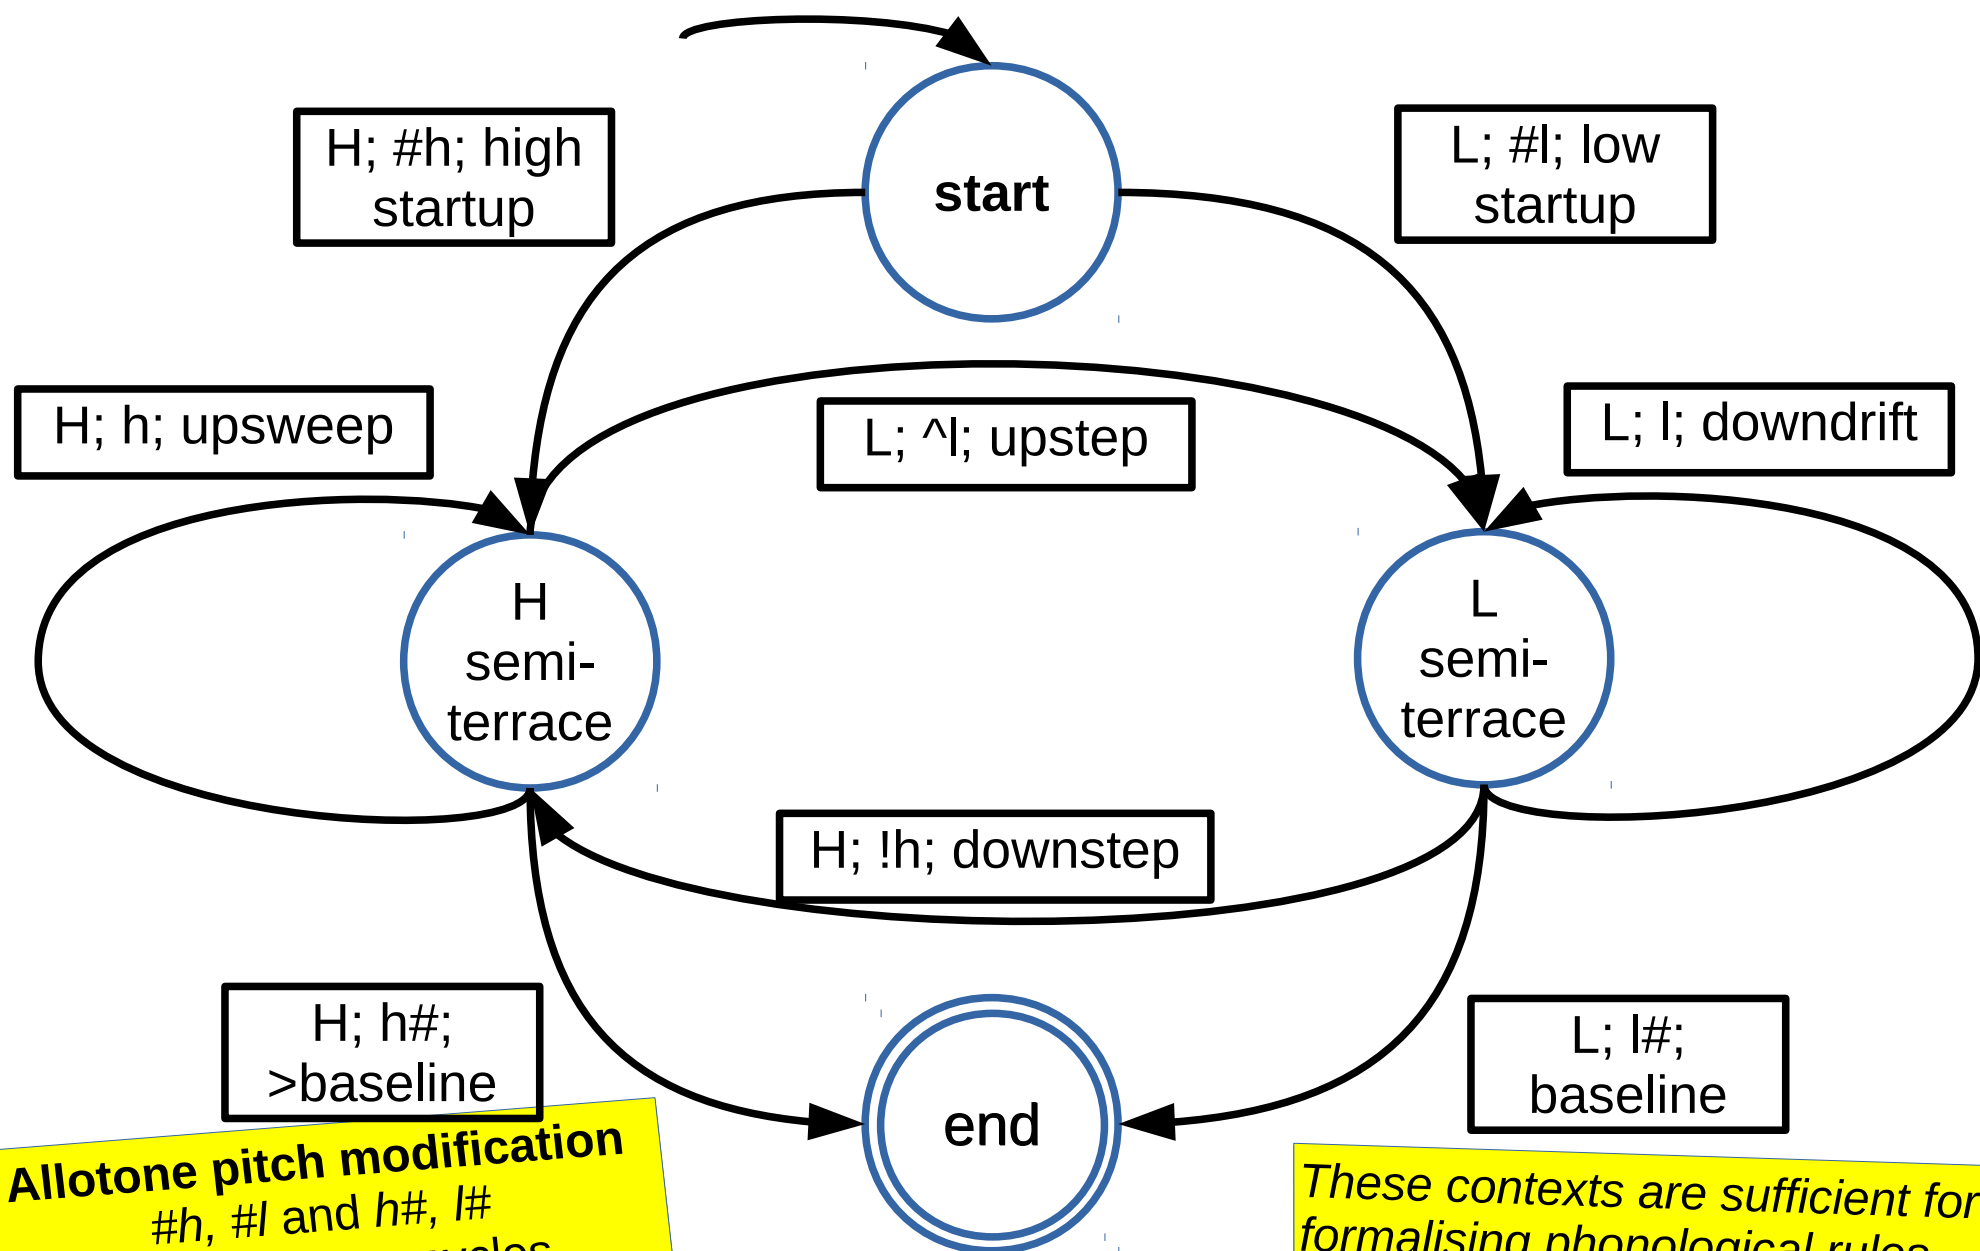 H; #h; high
startup
start
L; #l; low
startup
H; h; upsweep
L; ^l; upstep
L; l; downdrift
H
semi-
terrace
L
semi-
terrace
H; !h; downstep
H; h#;
>baseline
end
L; l#;
baseline
Allotone pitch modification
#h, #l and h#, l#
These contexts are sufficient for
formalising phonological rules